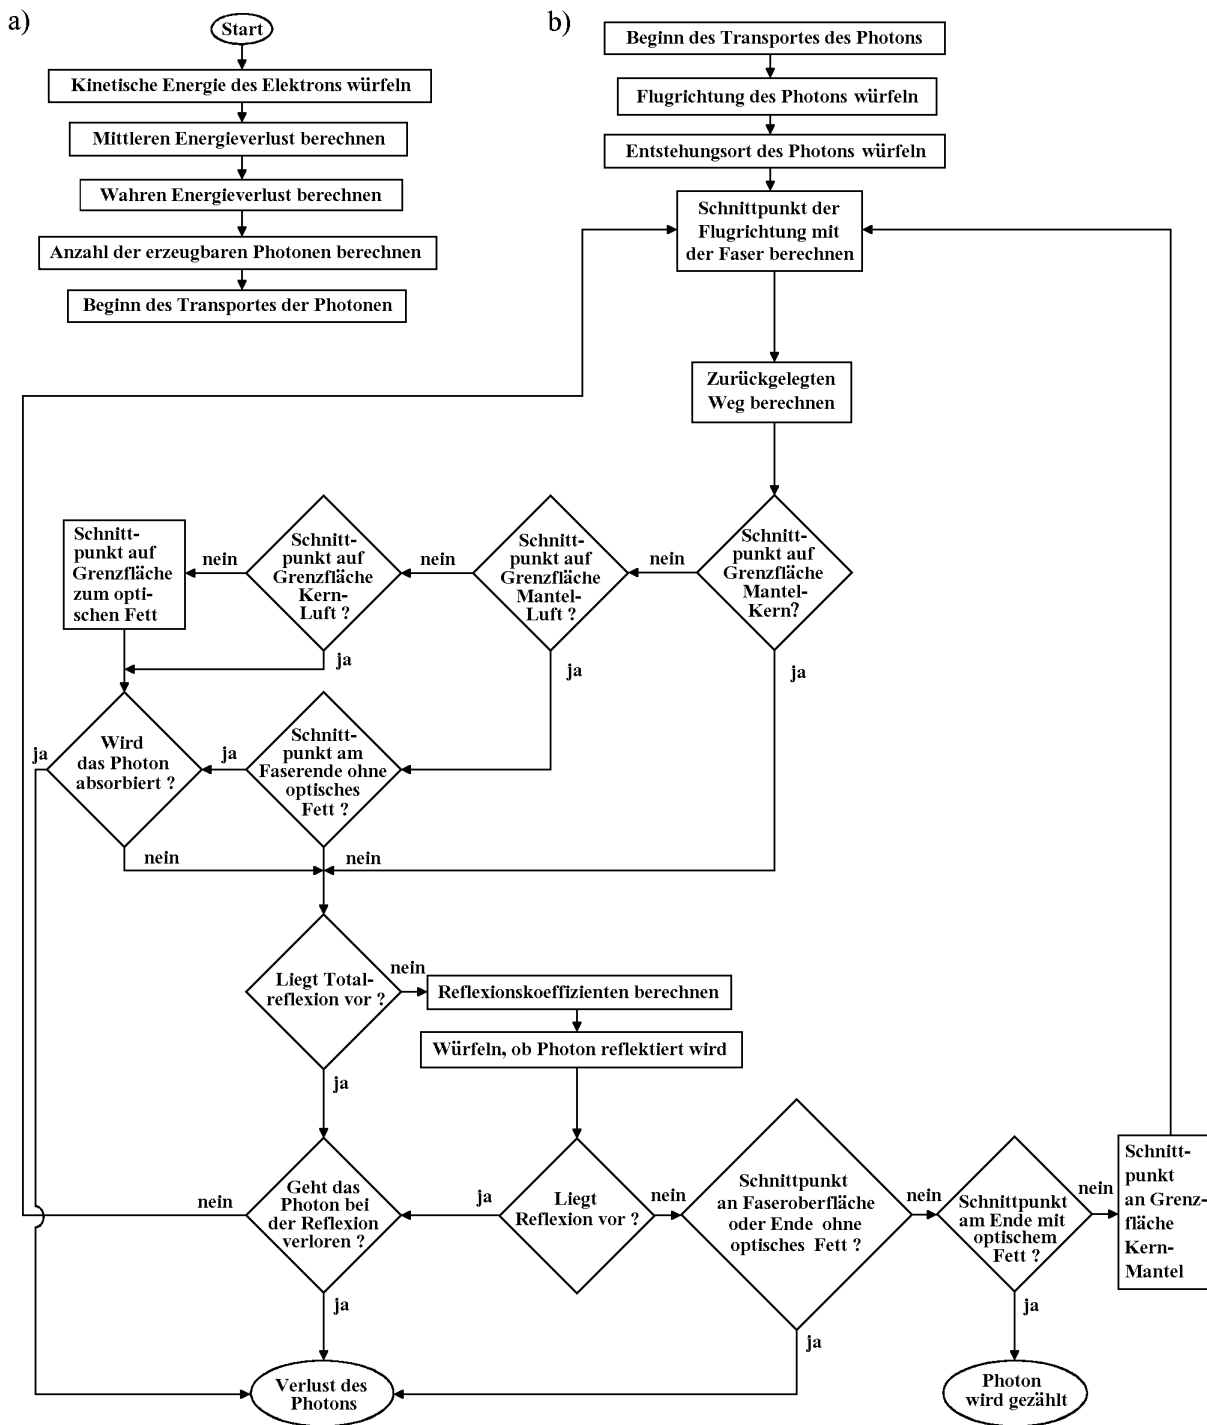 a)
Start
Kinetische Energie des Elektrons würfeln
Mittleren Energieverlust berechnen
Wahren Energieverlust berechnen
Anzahl der erzeugbaren Photonen berechnen
Beginn des Transportes der Photonen
b)
Beginn des Transportes des Photons
Flugrichtung des Photons würfeln
Entstehungsort des Photons würfeln
Schnittpunkt der
Flugrichtung mit
der Faser berechnen
Zurückgelegten
Weg berechnen
Schnitt-
punkt auf
Grenzfläche
Mantel-
Kern?
nein
ja
Schnitt-
punkt auf
Grenzfläche
Mantel-
Luft ?
nein
ja
Schnitt-
punkt auf
Grenzfläche
Kern-
Luft ?
nein
ja
Schnitt-
punkt auf
Grenzfläche
zum opti-
schen Fett
Wird
das Photon
absorbiert ?
ja
nein
Schnitt-
punkt am
Faserende ohne
optisches
Fett ?
ja
nein
Liegt Total-
reflexion vor ?
nein
ja
Reflexionskoeffizienten berechnen
Würfeln, ob Photon reflektiert wird
Geht das
Photon bei
der Reflexion
verloren ?
nein
ja
Liegt
Reflexion vor ?
ja
nein
Schnittpunkt
an Faseroberfläche
oder Ende ohne
optisches Fett ?
nein
ja
Schnittpunkt
am Ende mit
optischem
Fett ?
nein
ja
Schnitt-
punkt
an Grenz-
fläche
Kern-
Mantel
Verlust des
Photons
Photon
wird gezählt